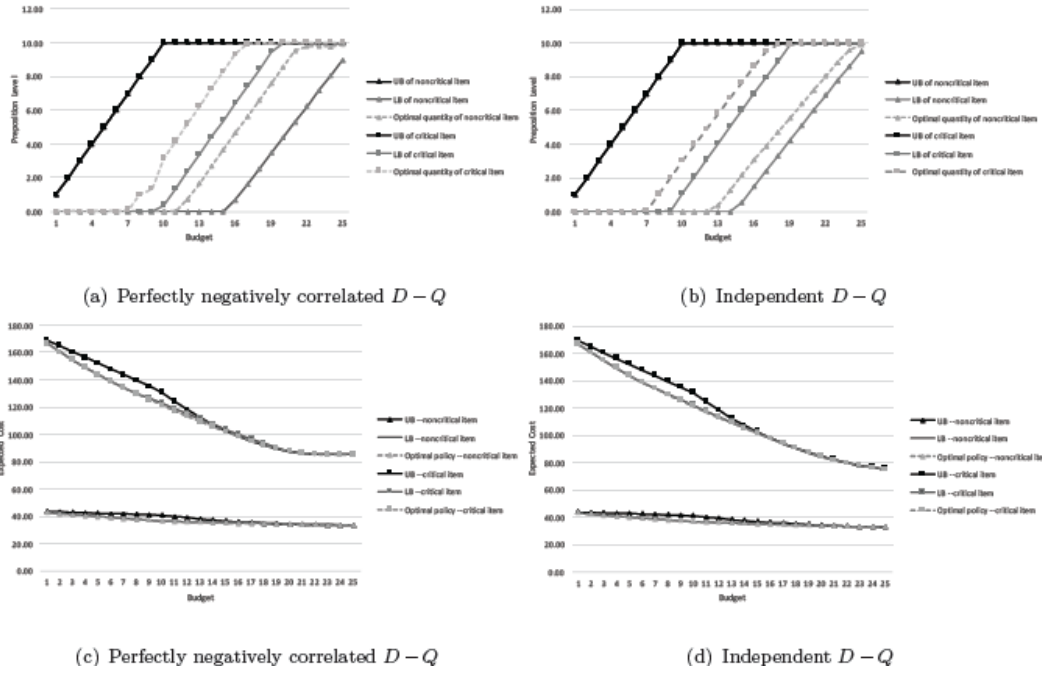 12.00
10.00
8.00
6.00
4.00
2.00
0.00
Preposition Level
1 4 7 10 13 16 19 22 25
Budget
UB of noncritical item
LB of noncritical item
Optimal quantity of noncritical item
UB of critical item
LB of critical item
Optimal quantity of critical item
(a) Perfectly negatively correlated D − Q
12.00
10.00
8.00
6.00
4.00
2.00
0.00
Preposition Level
1 4 7 10 13 16 19 22 25
Budget
UB of noncritical item
LB of noncritical item
Optimal quantity of noncritical item
UB of critical item
LB of critical item
Optimal quantity of critical item
(b) Independent D − Q
180.00
160.00
140.00
120.00
100.00
80.00
60.00
40.00
20.00
0.00
Expected Cost
1 2 3 4 5 6 7 8 9 10 11 12 13 14 15 16 17 18 19 20 21 22 23 24 25
Budget
UB --noncritical item
LB --noncritical item
Optimal policy --noncritical item
UB --critical item
LB --critical item
Optimal policy --critical item
(c) Perfectly negatively correlated D − Q
180.00
160.00
140.00
120.00
100.00
80.00
60.00
40.00
20.00
0.00
Expected Cost
1 2 3 4 5 6 7 8 9 10 11 12 13 14 15 16 17 18 19 20 21 22 23 24 25
Budget
UB --noncritical item
LB --noncritical item
Optimal policy --noncritical ite
UB --critical item
LB --critical item
Optimal policy --critical item
(d) Independent D − Q